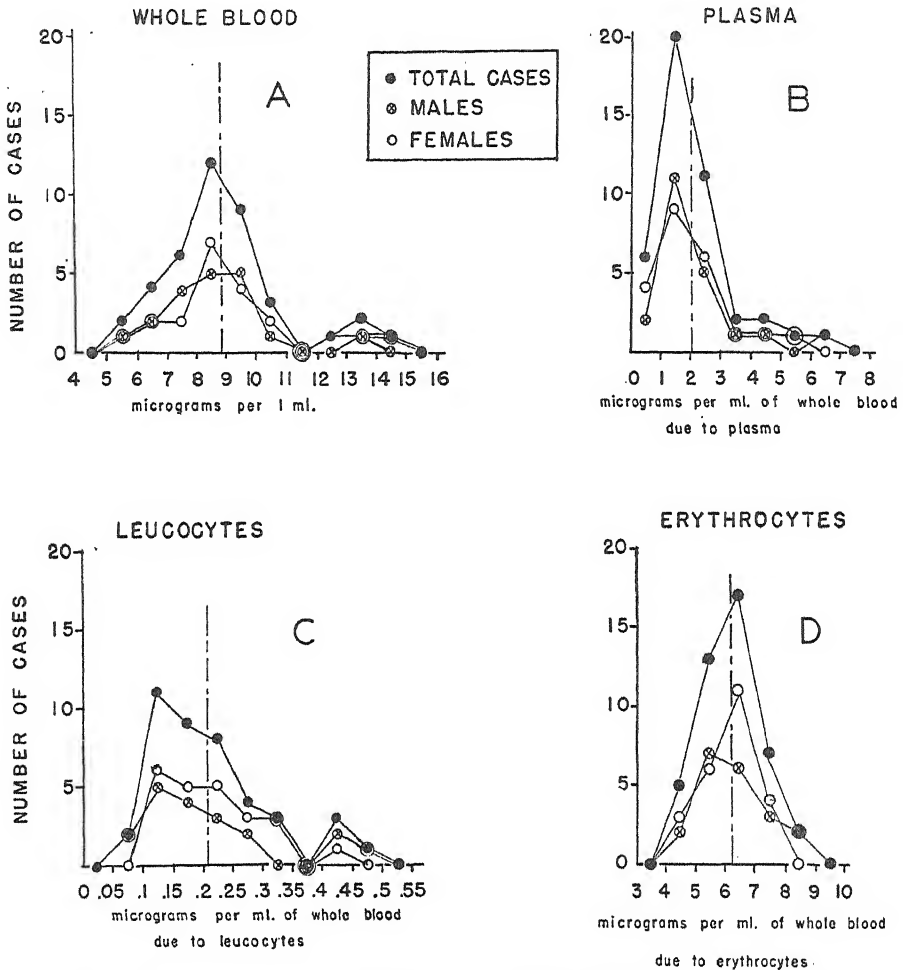 WHOLE BLOOD
NUMBER OF CASES
20
15
10
5
0
A
4 5 6 7 8 9 10 11 12 13 14 15 16
micrograms per 1 ml.
TOTAL CASES
MALES
FEMALES
PLASMA
20
15
10
5
B
0 1 2 3 4 5 6 7 8
micrograms per ml. of whole blood
due to plasma
LEUCOCYTES
NUMBER OF CASES
20
15
10
5
0
C
.05 .1 .15 .2 .25 .3 .35 .4 .45 .5 .55
micrograms per ml. of whole blood
due to leucocytes
ERYTHROCYTES
20
15
10
5
0
D
3 4 5 6 7 8 9 10
micrograms per ml. of whole blood
due to erythrocytes